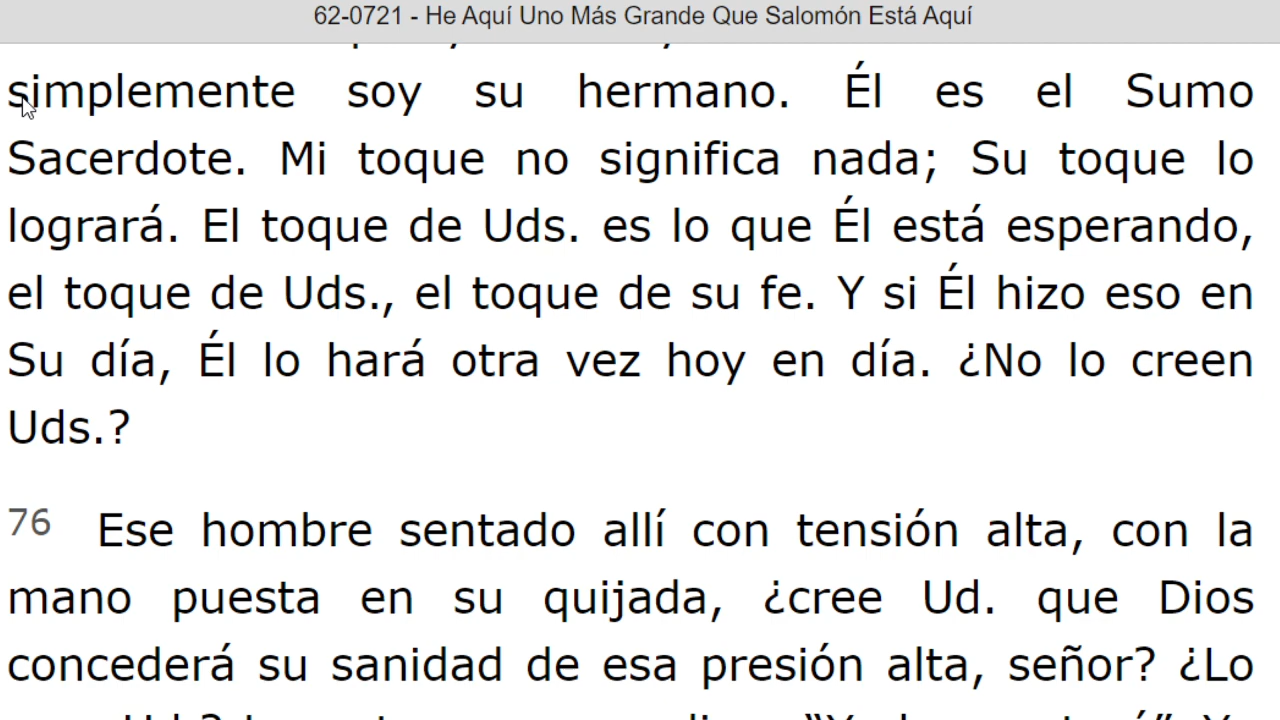 62-0721 - He Aquí Uno Más Grande Que Salomón Está Aquí
simplemente soy su hermano. Él es el Sumo
Sacerdote. Mi toque no significa nada; Su toque lo
logrará. El toque de Uds. es lo que Él está esperando,
el toque de Uds., el toque de su fe. Y si Él hizo eso en
Su día, Él lo hará otra vez hoy en día. ¿No lo creen
Uds.?
76 Ese hombre sentado allí con tensión alta, con la
mano puesta en su quijada, ¿cree Ud. que Dios
concederá su sanidad de esa presión alta, señor? ¿Lo